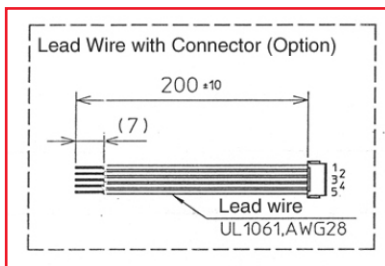 Lead Wire with Connector (Option)
200 ±10
(7)
1
2
3
4
5
Lead wire
UL1061,AWG28